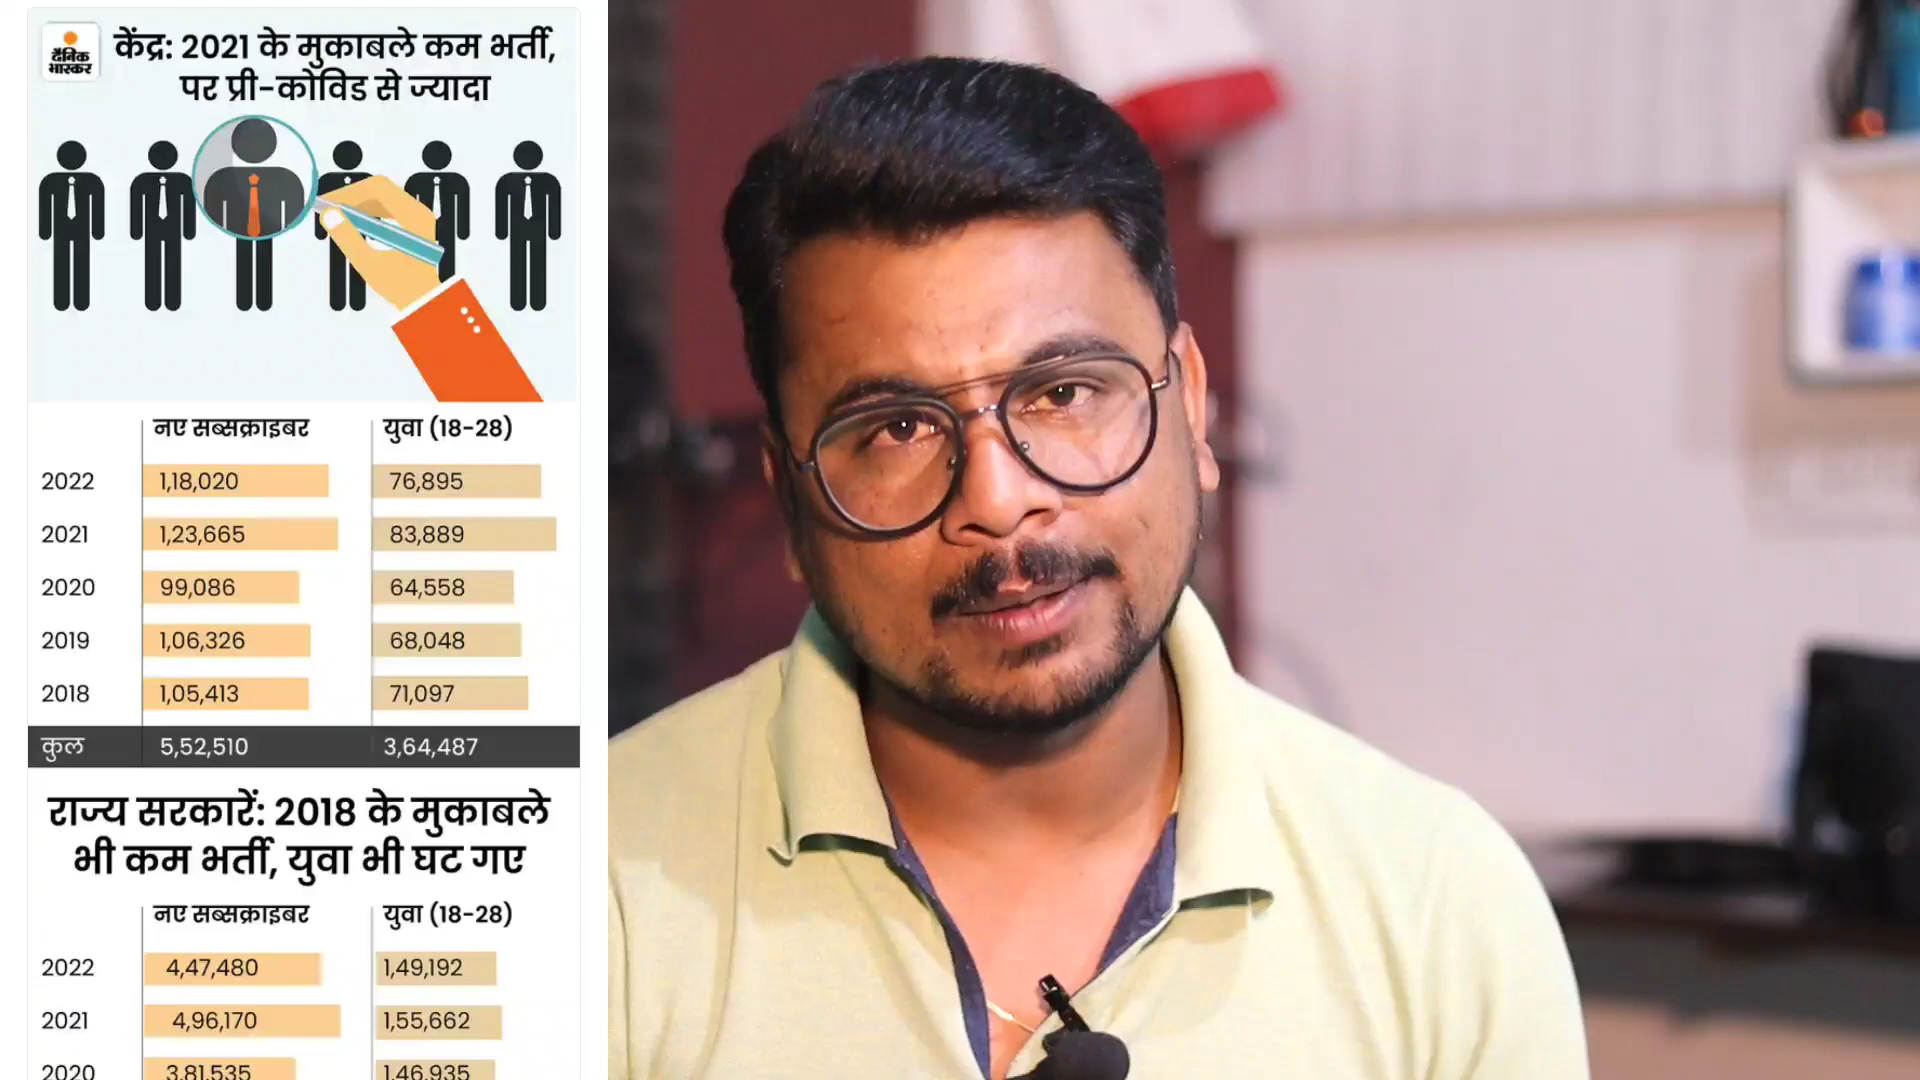 दैनिक
भास्कर
केंद्र: 2021 के मुकाबले कम भर्ती,
पर प्री-कोविड से ज्यादा
नए सब्सक्राइबर युवा (18-28)
2022 1,18,020 76,895
2021 1,23,665 83,889
2020 99,086 64,558
2019 1,06,326 68,048
2018 1,05,413 71,097
कुल 5,52,510 3,64,487
राज्य सरकारें: 2018 के मुकाबले
भी कम भर्ती, युवा भी घट गए
नए सब्सक्राइबर युवा (18-28)
2022 4,47,480 1,49,192
2021 4,96,170 1,55,662
2020 3,81,535 1,46,935